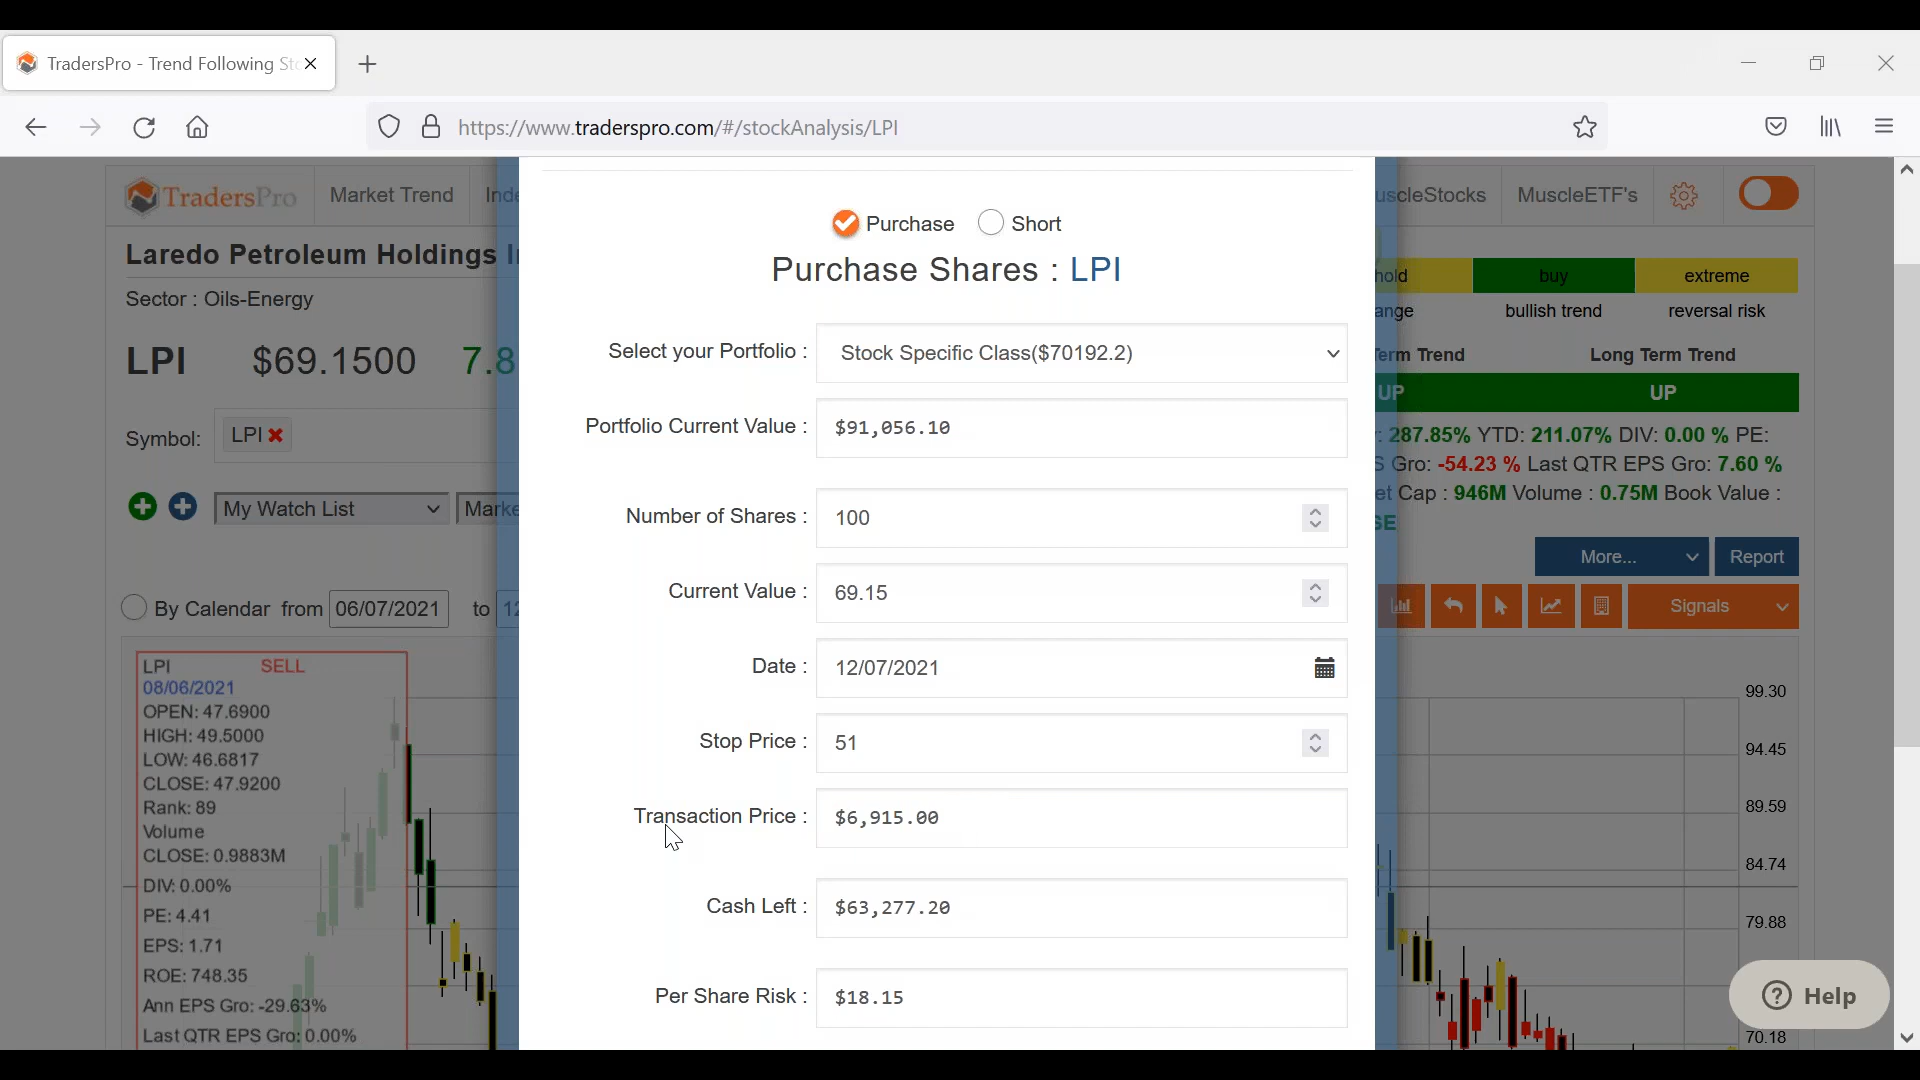 TradersPro - Trend Following Sto
https://www.traderspro.com/#/stockAnalysis/LPI
TradersPro
Market Trend
MuscleETF's
Laredo Petroleum Holdings
Sector : Oils-Energy
LPI $69.1500 7.8
Symbol: LPI
My Watch List
By Calendar from 06/07/2021 to 12
LPI SELL
08/06/2021
OPEN: 47.6900
HIGH: 49.5000
LOW: 46.6817
CLOSE: 47.9200
Rank: 89
Volume
CLOSE: 0.9883M
DIV: 0.00%
PE: 4.41
EPS: 1.71
ROE: 748.35
Ann EPS Gro: -29.63%
Last QTR EPS Gro: 0.00%
Purchase Short
Purchase Shares : LPI
Select your Portfolio : Stock Specific Class($70192.2)
Portfolio Current Value : $91,056.10
Number of Shares : 100
Current Value : 69.15
Date : 12/07/2021
Stop Price : 51
Transaction Price : $6,915.00
Cash Left : $63,277.20
Per Share Risk : $18.15
buy extreme
bullish trend reversal risk
Trend Long Term Trend
UP UP
287.85% YTD: 211.07% DIV: 0.00 % PE:
Gro: -54.23 % Last QTR EPS Gro: 7.60 %
Cap : 946M Volume : 0.75M Book Value :
More... Report
Signals
99.30
94.45
89.59
84.74
79.88
70.18
Help